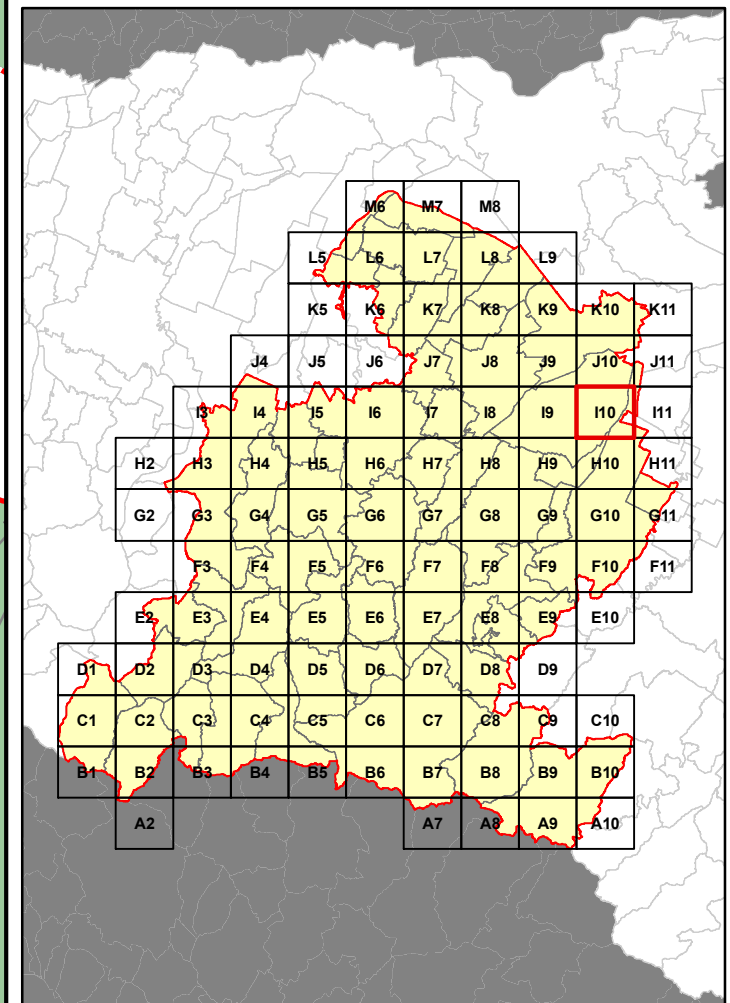 M6 M7 M8
L5 L6 L7 L8 L9
K5 K6 K7 K8 K9 K10 K11
J4 J5 J6 J7 J8 J9 J10 J11
I3 I4 I5 I6 I7 I8 I9 I10 I11
H2 H3 H4 H5 H6 H7 H8 H9 H10 H11
G2 G3 G4 G5 G6 G7 G8 G9 G10 G11
F3 F4 F5 F6 F7 F8 F9 F10 F11
E2 E3 E4 E5 E6 E7 E8 E9 E10
D1 D2 D3 D4 D5 D6 D7 D8 D9
C1 C2 C3 C4 C5 C6 C7 C8 C9 C10
B1 B2 B3 B4 B5 B6 B7 B8 B9 B10
A2 A7 A8 A9 A10